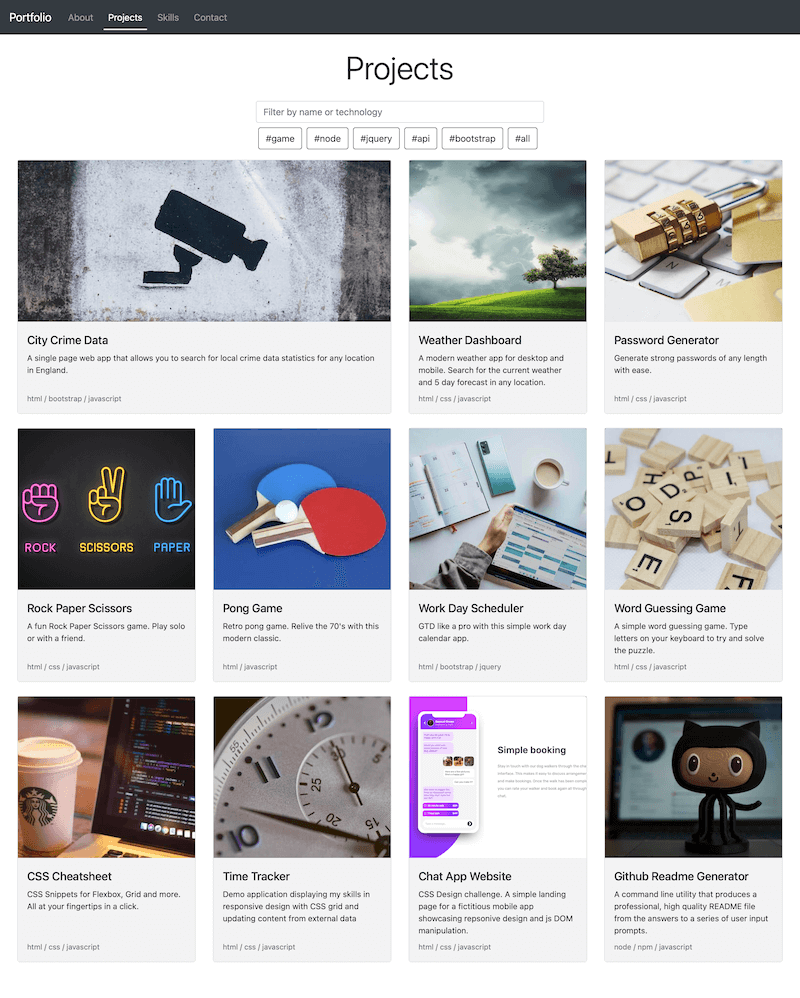 Portfolio About Projects Skills Contact
Projects
Filter by name or technology
#game #node #jquery #api #bootstrap #all
City Crime Data
A single page web app that allows you to search for local crime data statistics for any location
in England.
html / bootstrap / javascript
Weather Dashboard
A modern weather app for desktop and
mobile. Search for the current weather
and 5 day forecast in any location.
html / css / javascript
Password Generator
Generate strong passwords of any length
with ease.
html / css / javascript
ROCK SCISSORS PAPER
Rock Paper Scissors
A fun Rock Paper Scissors game. Play solo
or with a friend.
html / css / javascript
Pong Game
Retro pong game. Relive the 70's with this
modern classic.
html / javascript
Work Day Scheduler
GTD like a pro with this simple work day
calendar app.
html / bootstrap / jquery
Word Guessing Game
A simple word guessing game. Type
letters on your keyboard to try and solve
the puzzle.
html / css / javascript
CSS Cheatsheet
CSS Snippets for Flexbox, Grid and more.
All at your fingertips in a click.
html / css / javascript
55
25
20
15
10
Time Tracker
Demo application displaying my skills in
responsive design with CSS grid and
updating content from external data
html / css / javascript
Simple booking
Chat App Website
CSS Design challenge. A simple landing
page for a fictitious mobile app
showcasing repsonive design and js DOM
manipulation.
html / css / javascript
Github Readme Generator
A command line utility that produces a
professional, high quality README file
from the answers to a series of user input
prompts.
node / npm / javascript